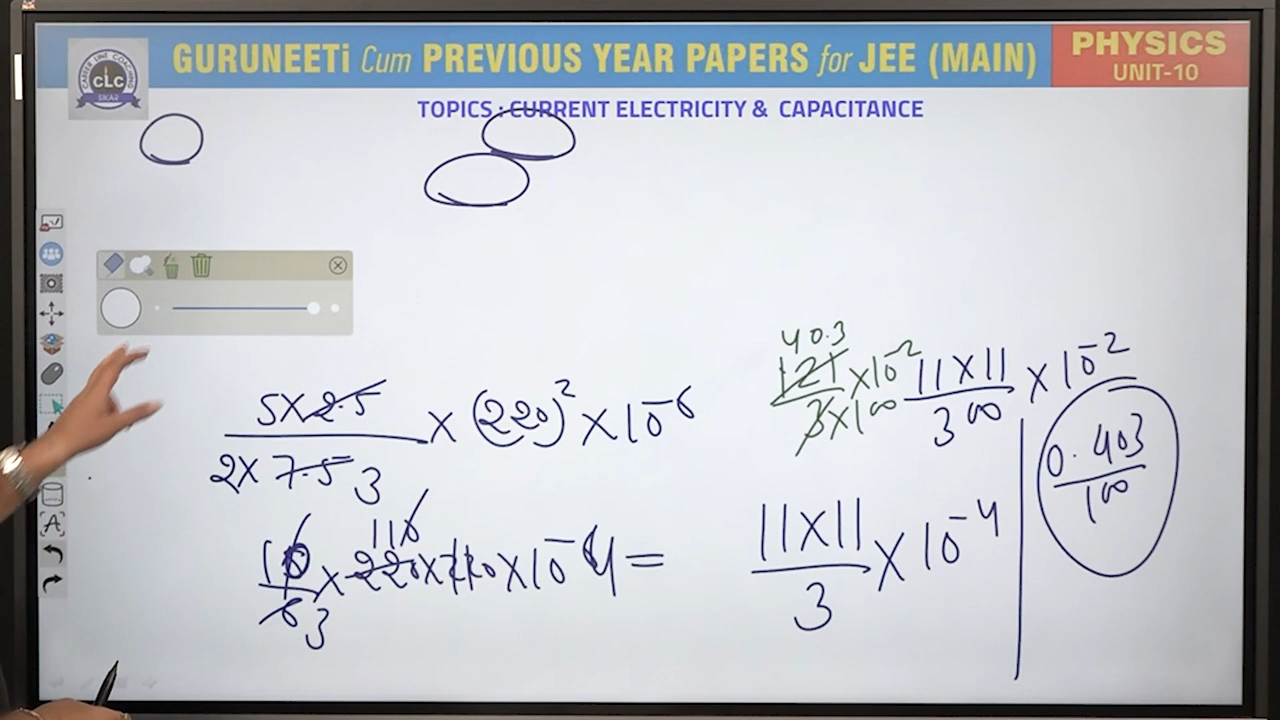 GURUNEETi Cum PREVIOUS YEAR PAPERS for JEE (MAIN)
PHYSICS
UNIT-10
CLC
SIKAR
TOPICS : CURRENT ELECTRICITY & CAPACITANCE
40.3
121/3×100 ×10⁻²
11×11/300 × 10⁻²
5×2.5/2×7.5 3 × (220)² × 10⁻⁶
0.403/100
110
10/6 3 × 220 × 220 × 10⁻⁴ =
11×11/3 × 10⁻⁴
A